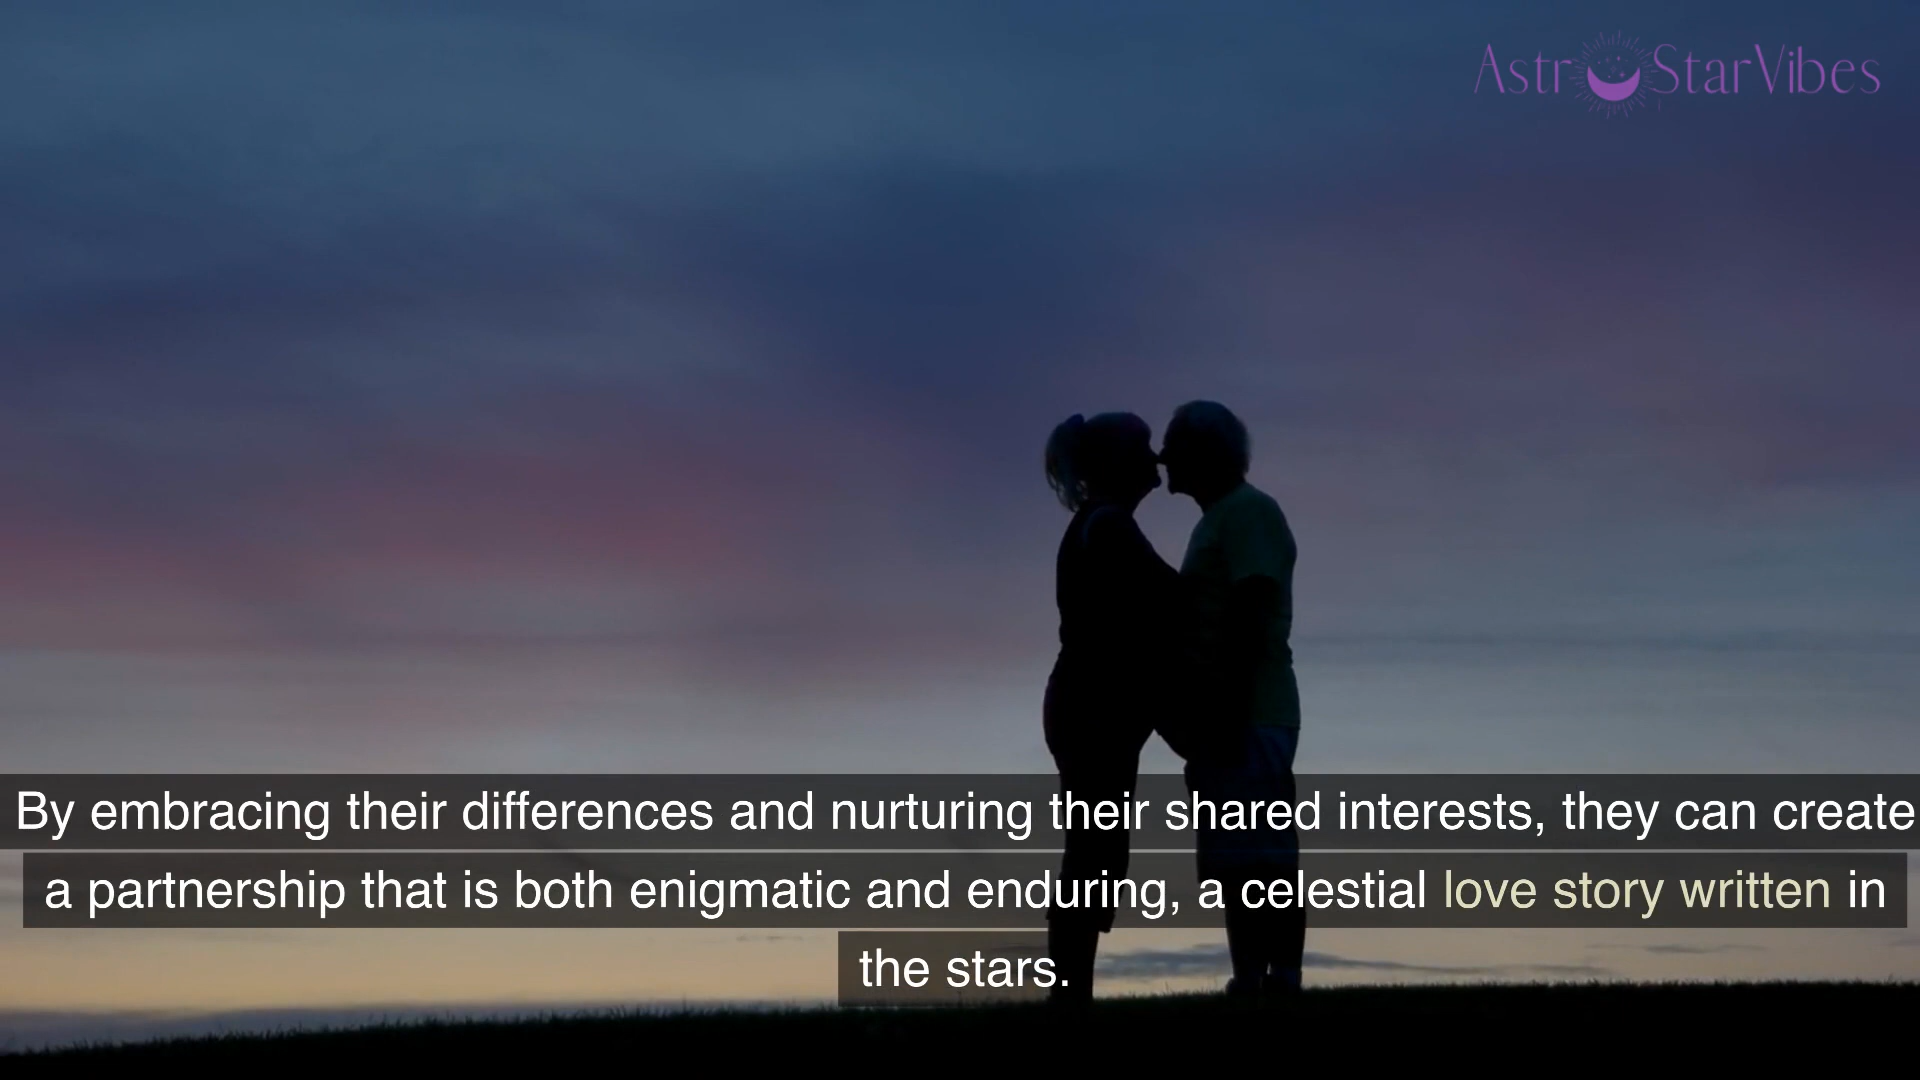 AstroStarVibes
By embracing their differences and nurturing their shared interests, they can create
a partnership that is both enigmatic and enduring, a celestial love story written in
the stars.